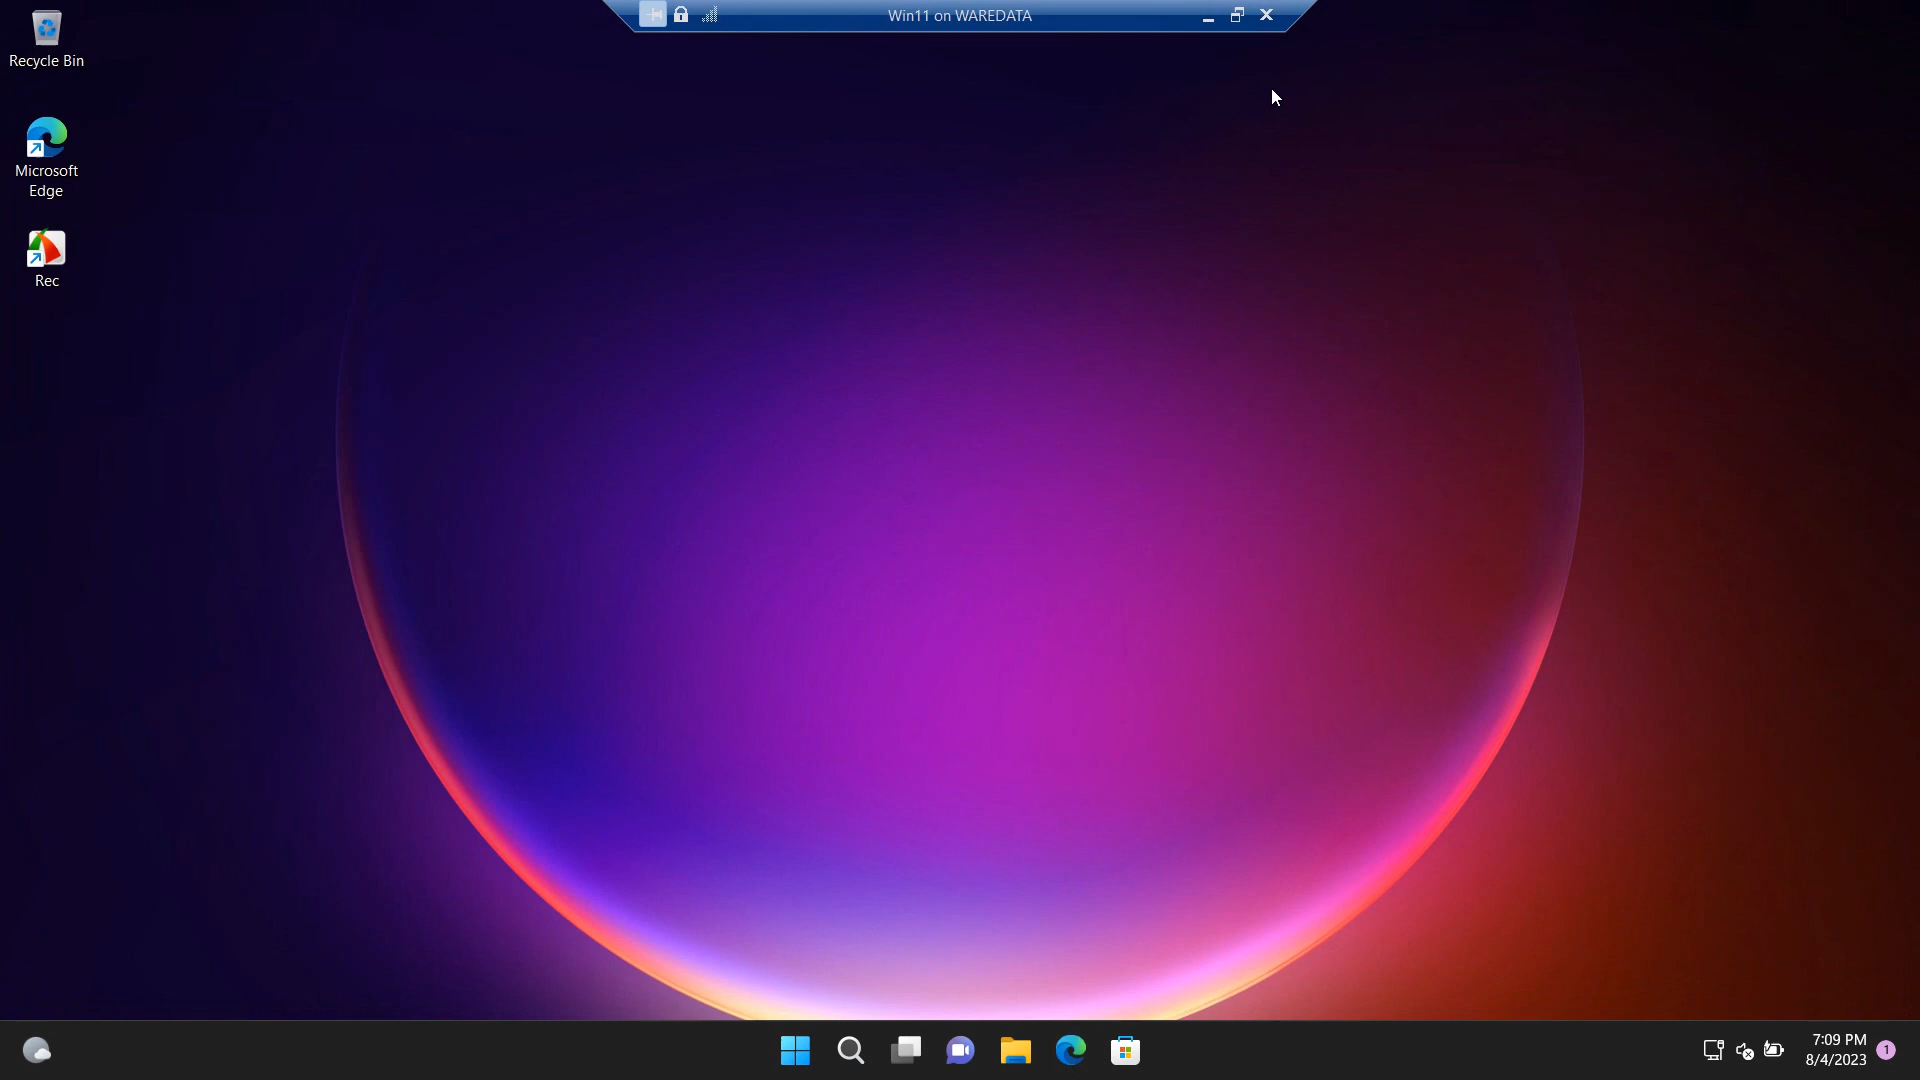 Win11 on WAREDATA
Recycle Bin
Microsoft
Edge
Rec
7:09 PM
8/4/2023
1